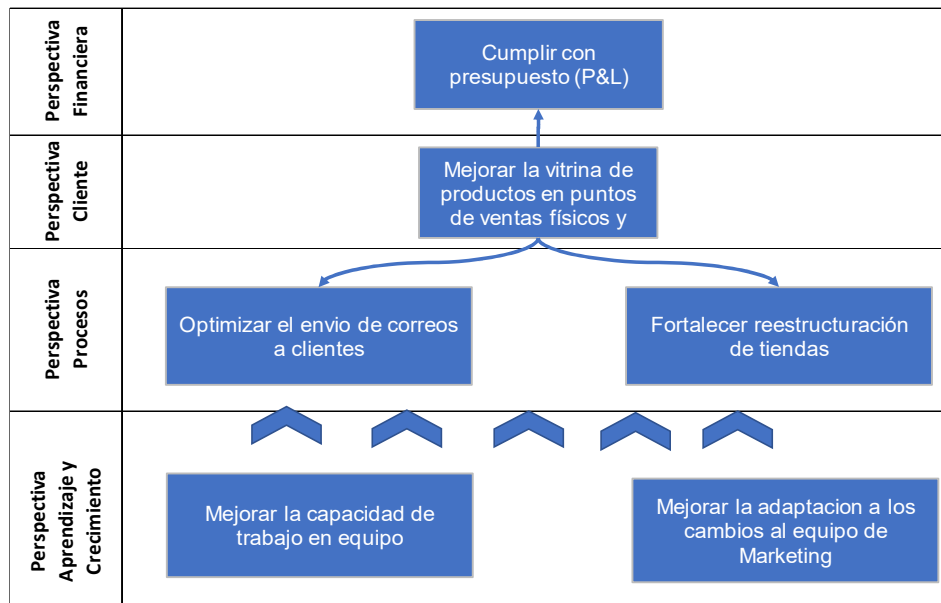 Perspectiva
Financiera
Cumplir con
presupuesto (P&L)
Perspectiva
Cliente
Mejorar la vitrina de
productos en puntos
de ventas físicos y
Perspectiva
Procesos
Optimizar el envio de correos
a clientes
Fortalecer reestructuración
de tiendas
Perspectiva
Aprendizaje y
Crecimiento
Mejorar la capacidad de
trabajo en equipo
Mejorar la adaptacion a los
cambios al equipo de
Marketing